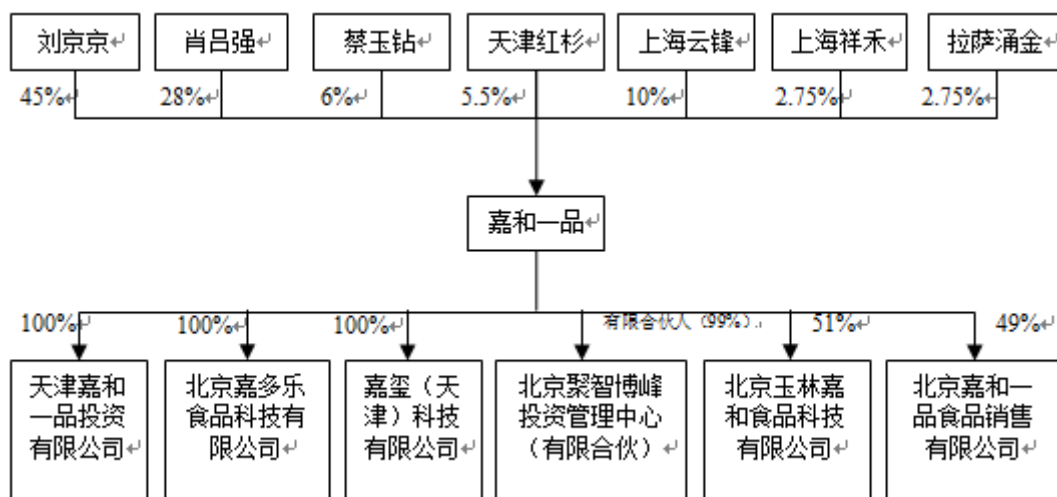 刘京京
肖吕强
蔡玉钻
天津红杉
上海云锋
上海祥禾
拉萨涌金
45%
28%
6%
5.5%
10%
2.75%
2.75%
嘉和一品
100%
100%
100%
有限合伙人（99%）
51%
49%
天津嘉和
一品投资
有限公司
北京嘉多乐
食品科技有
限公司
嘉玺（天
津）科技
有限公司
北京聚智博峰
投资管理中心
（有限合伙）
北京玉林嘉
和食品科技
有限公司
北京嘉和一
品食品销售
有限公司